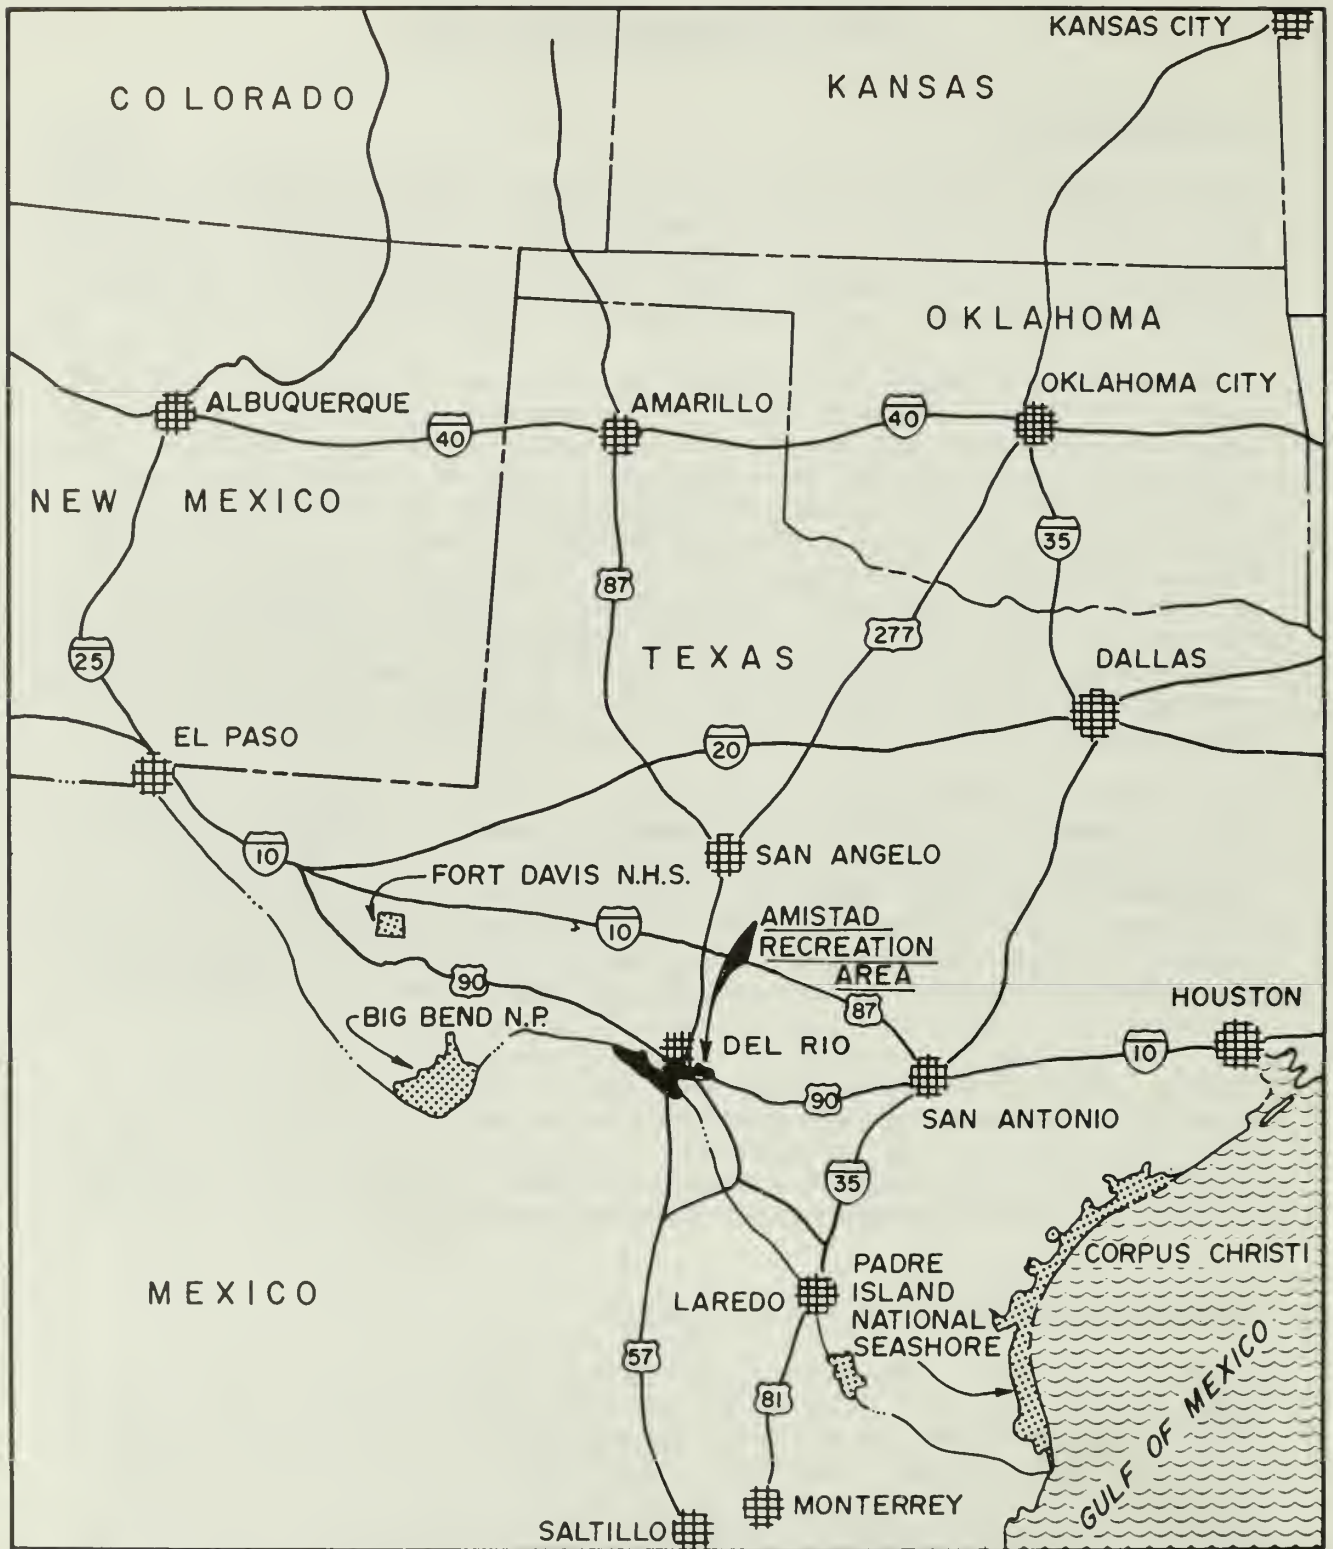 KANSAS CITY
COLORADO
KANSAS
OKLAHOMA
OKLAHOMA CITY
ALBUQUERQUE
AMARILLO
40
40
NEW MEXICO
35
87
277
TEXAS
25
DALLAS
EL PASO
20
10
SAN ANGELO
FORT DAVIS N.H.S.
10
AMISTAD
RECREATION
AREA
90
87
HOUSTON
BIG BEND N.P.
DEL RIO
10
90
SAN ANTONIO
35
CORPUS CHRISTI
MEXICO
LAREDO
PADRE
ISLAND
NATIONAL
SEASHORE
57
81
GULF OF MEXICO
MONTERREY
SALTILLO